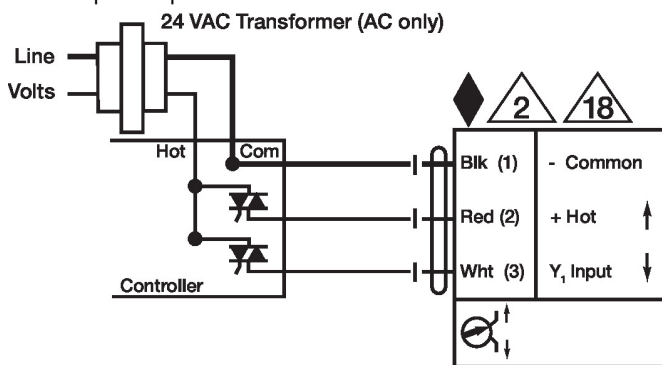 24 VAC Transformer (AC only)
Line
Volts
2
18
Hot
Com
Blk (1)
- Common
Red (2)
+ Hot
Wht (3)
Y₁ Input
Controller